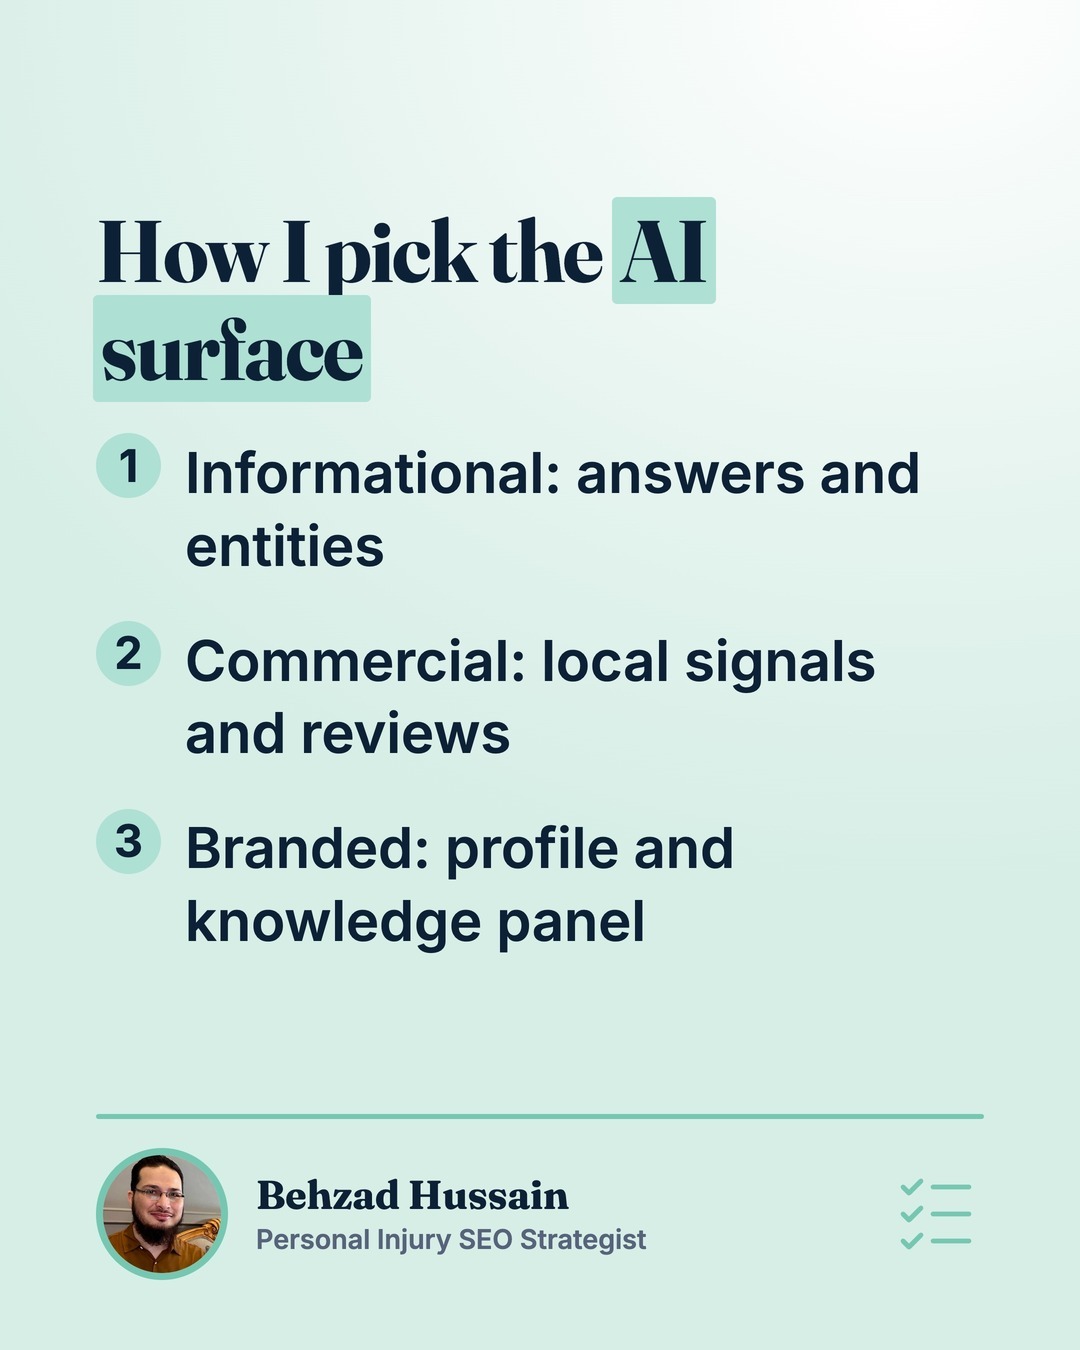 How I pick the AI
surface
1 Informational: answers and
entities
2 Commercial: local signals
and reviews
3 Branded: profile and
knowledge panel
Behzad Hussain
Personal Injury SEO Strategist